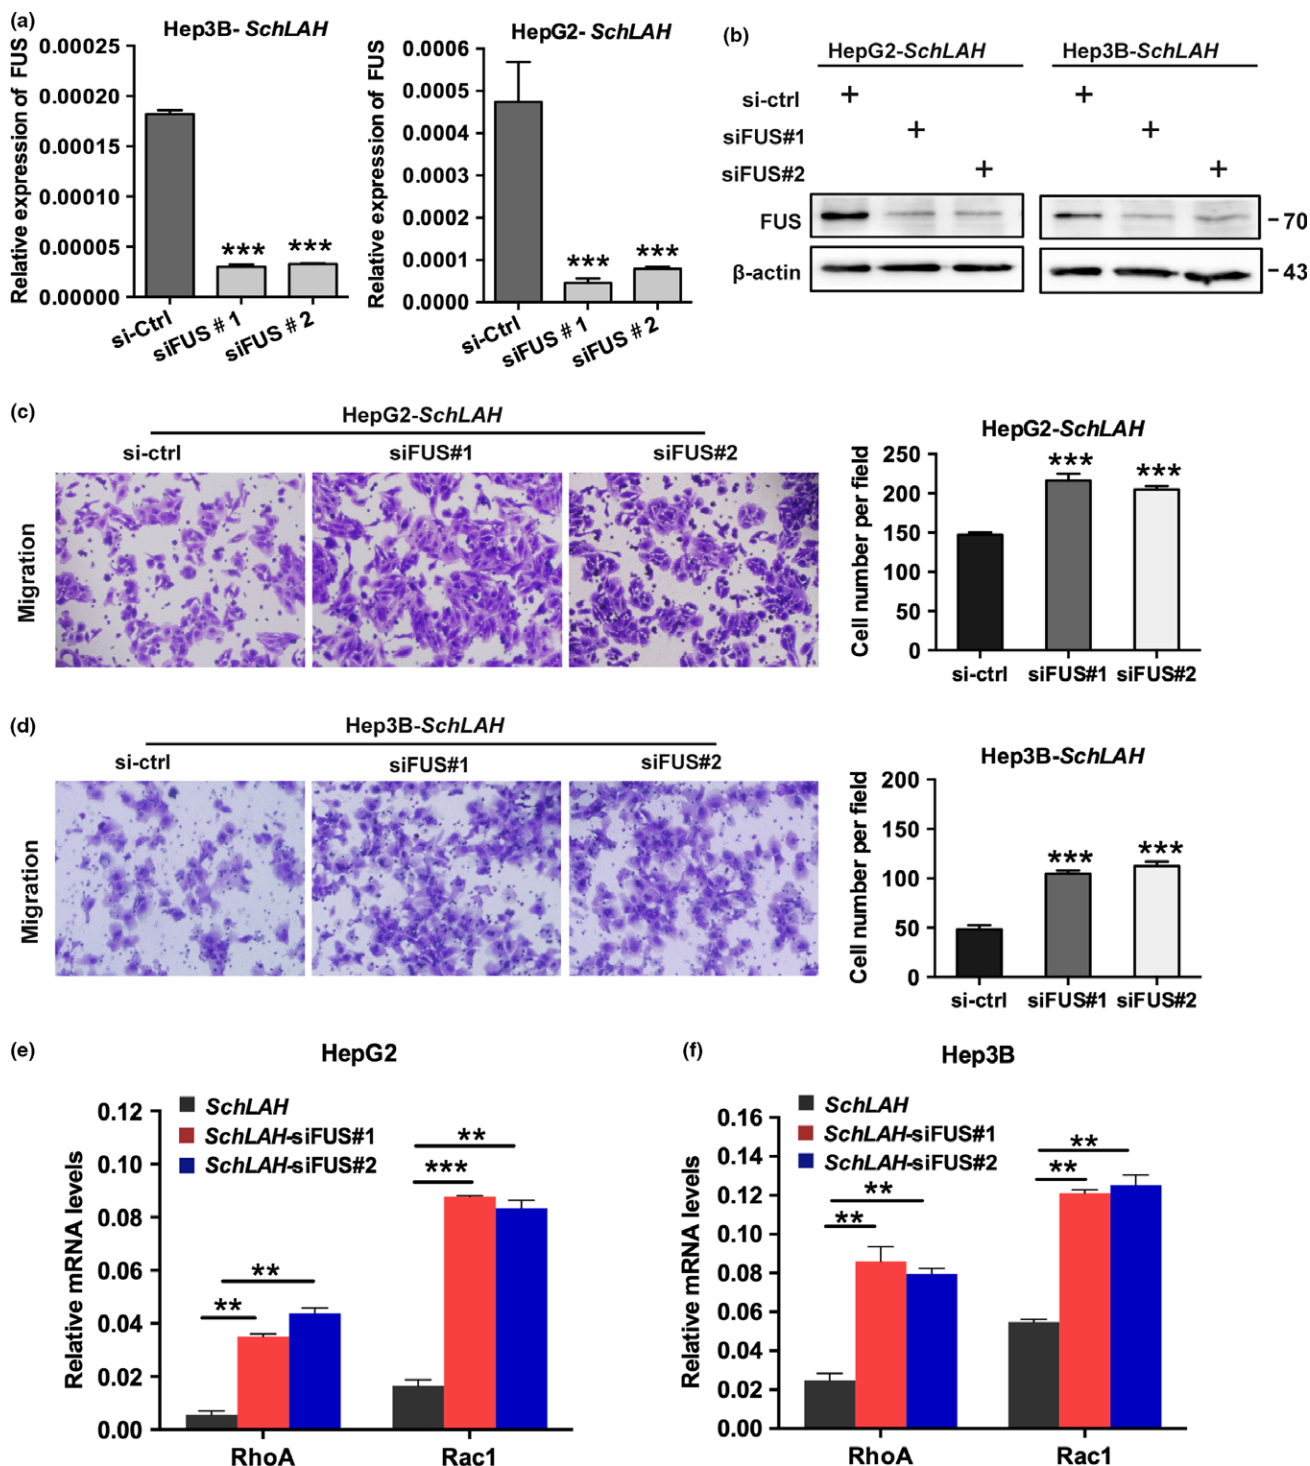 (a)
Hep3B- SchLAH
Relative expression of FUS
0.00025
0.00020
0.00015
0.00010
0.00005
0.00000
*** ***
si-Ctrl
siFUS # 1
siFUS # 2
HepG2- SchLAH
Relative expression of FUS
0.0006
0.0005
0.0004
0.0003
0.0002
0.0001
0.0000
*** ***
si-Ctrl
siFUS # 1
siFUS # 2
(b)
HepG2-SchLAH Hep3B-SchLAH
si-ctrl + +
siFUS#1 + +
siFUS#2 + +
FUS -70
β-actin -43
(c)
HepG2-SchLAH
si-ctrl siFUS#1 siFUS#2
Migration
HepG2-SchLAH
Cell number per field
250
200
150
100
50
0
*** ***
si-ctrl siFUS#1 siFUS#2
(d)
Hep3B-SchLAH
si-ctrl siFUS#1 siFUS#2
Migration
Hep3B-SchLAH
Cell number per field
200
150
100
50
0
*** ***
si-ctrl siFUS#1 siFUS#2
(e)
HepG2
SchLAH
SchLAH-siFUS#1
SchLAH-siFUS#2
Relative mRNA levels
0.12
0.10
0.08
0.06
0.04
0.02
0.00
**
**
**
***
RhoA Rac1
(f)
Hep3B
SchLAH
SchLAH-siFUS#1
SchLAH-siFUS#2
Relative mRNA levels
0.16
0.14
0.12
0.10
0.08
0.06
0.04
0.02
0.00
**
**
**
**
RhoA Rac1